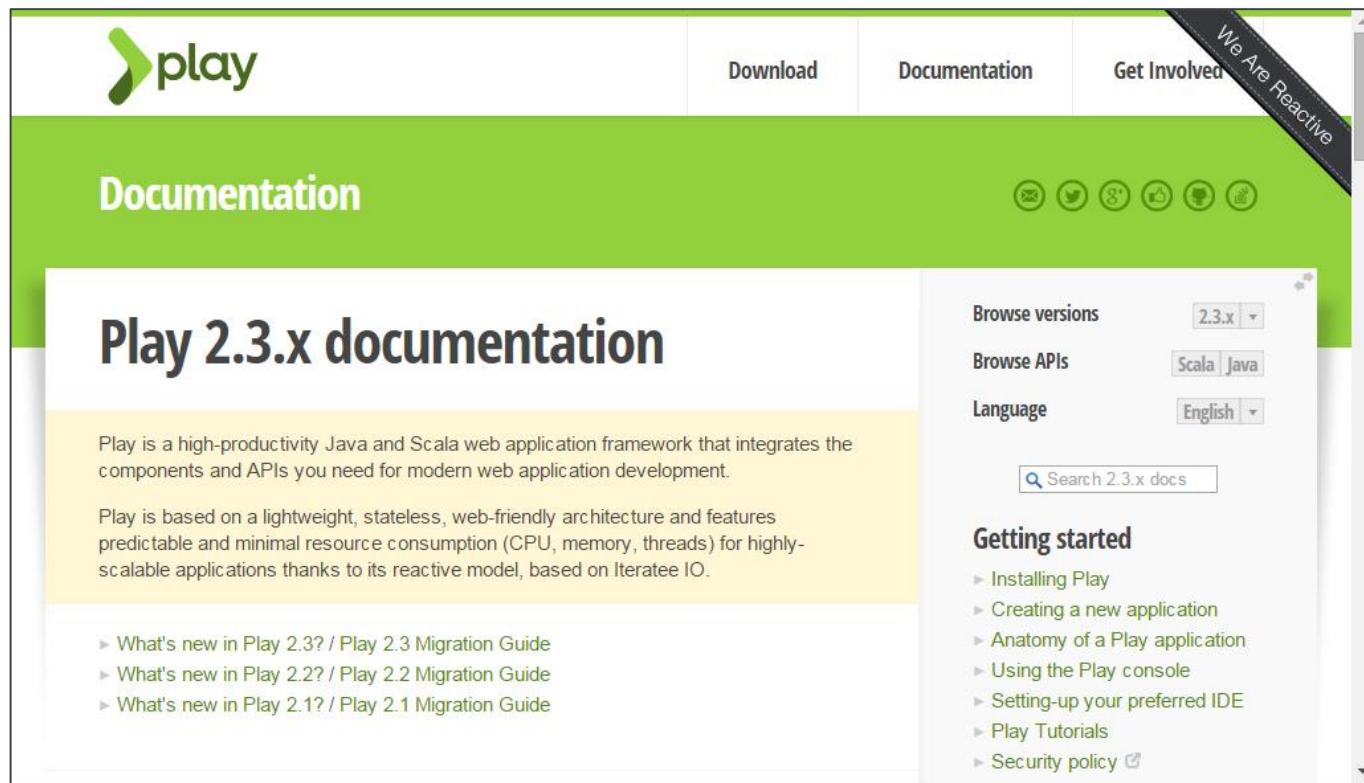 play
Download
Documentation
Get Involved
We Are Reactive
Documentation
Play 2.3.x documentation
Play is a high-productivity Java and Scala web application framework that integrates the
components and APIs you need for modern web application development.
Play is based on a lightweight, stateless, web-friendly architecture and features
predictable and minimal resource consumption (CPU, memory, threads) for highly-
scalable applications thanks to its reactive model, based on Iteratee IO.
What's new in Play 2.3? / Play 2.3 Migration Guide
What's new in Play 2.2? / Play 2.2 Migration Guide
What's new in Play 2.1? / Play 2.1 Migration Guide
Browse versions 2.3.x
Browse APIs Scala Java
Language English
Search 2.3.x docs
Getting started
Installing Play
Creating a new application
Anatomy of a Play application
Using the Play console
Setting-up your preferred IDE
Play Tutorials
Security policy